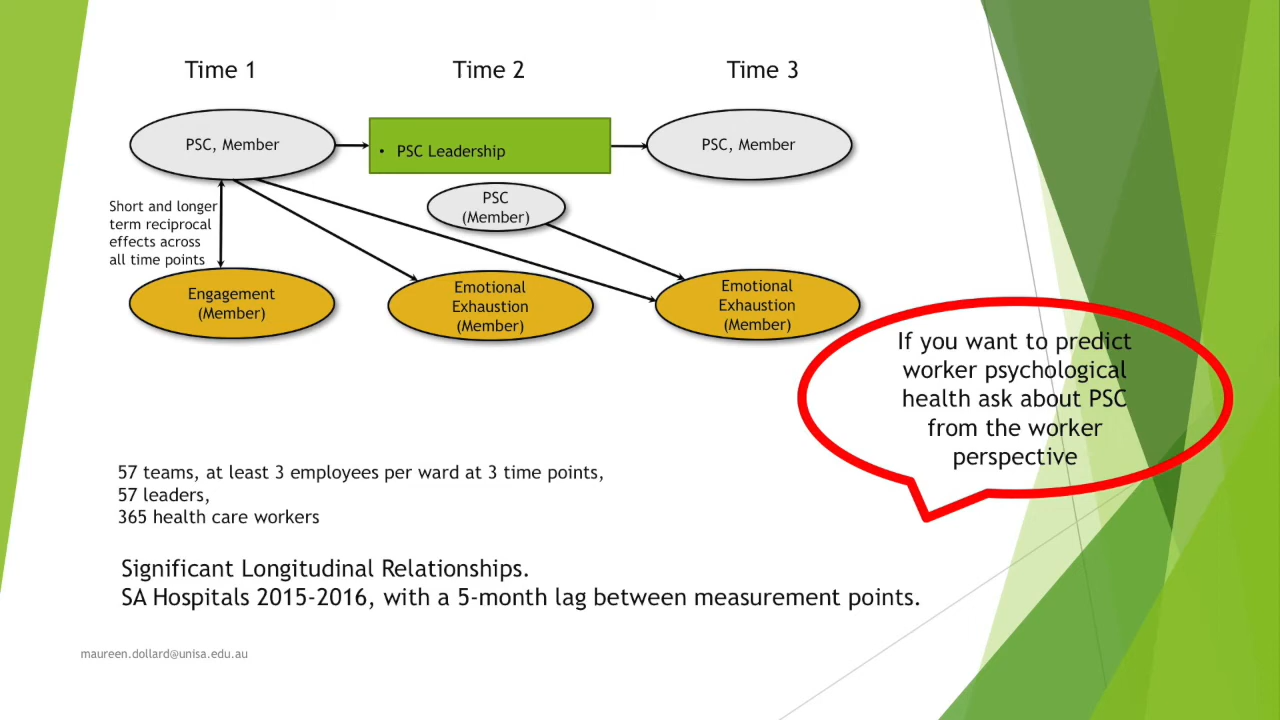 Time 1
Time 2
Time 3
PSC, Member
• PSC Leadership
PSC, Member
PSC
(Member)
Short and longer
term reciprocal
effects across
all time points
Engagement
(Member)
Emotional
Exhaustion
(Member)
Emotional
Exhaustion
(Member)
If you want to predict
worker psychological
health ask about PSC
from the worker
perspective
57 teams, at least 3 employees per ward at 3 time points,
57 leaders,
365 health care workers
Significant Longitudinal Relationships.
SA Hospitals 2015-2016, with a 5-month lag between measurement points.
maureen.dollard@unisa.edu.au